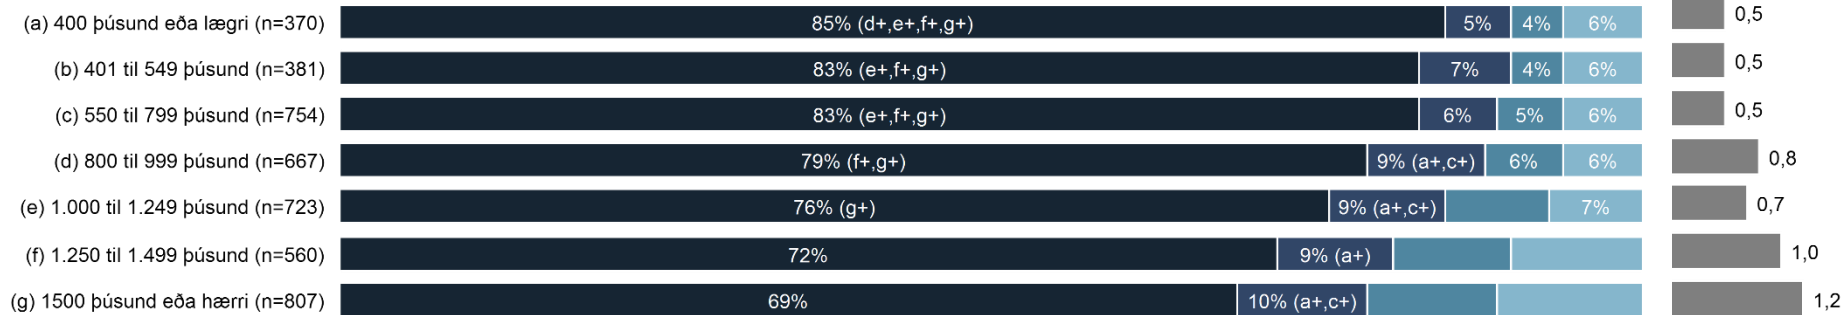 (a) 400 þúsund eða lægri (n=370) 85% (d+,e+,f+,g+) 5% 4% 6% 0,5
(b) 401 til 549 þúsund (n=381) 83% (e+,f+,g+) 7% 4% 6% 0,5
(c) 550 til 799 þúsund (n=754) 83% (e+,f+,g+) 6% 5% 6% 0,5
(d) 800 til 999 þúsund (n=667) 79% (f+,g+) 9% (a+,c+) 6% 6% 0,8
(e) 1.000 til 1.249 þúsund (n=723) 76% (g+) 9% (a+,c+) 7% 0,7
(f) 1.250 til 1.499 þúsund (n=560) 72% 9% (a+) 1,0
(g) 1500 þúsund eða hærri (n=807) 69% 10% (a+,c+) 1,2